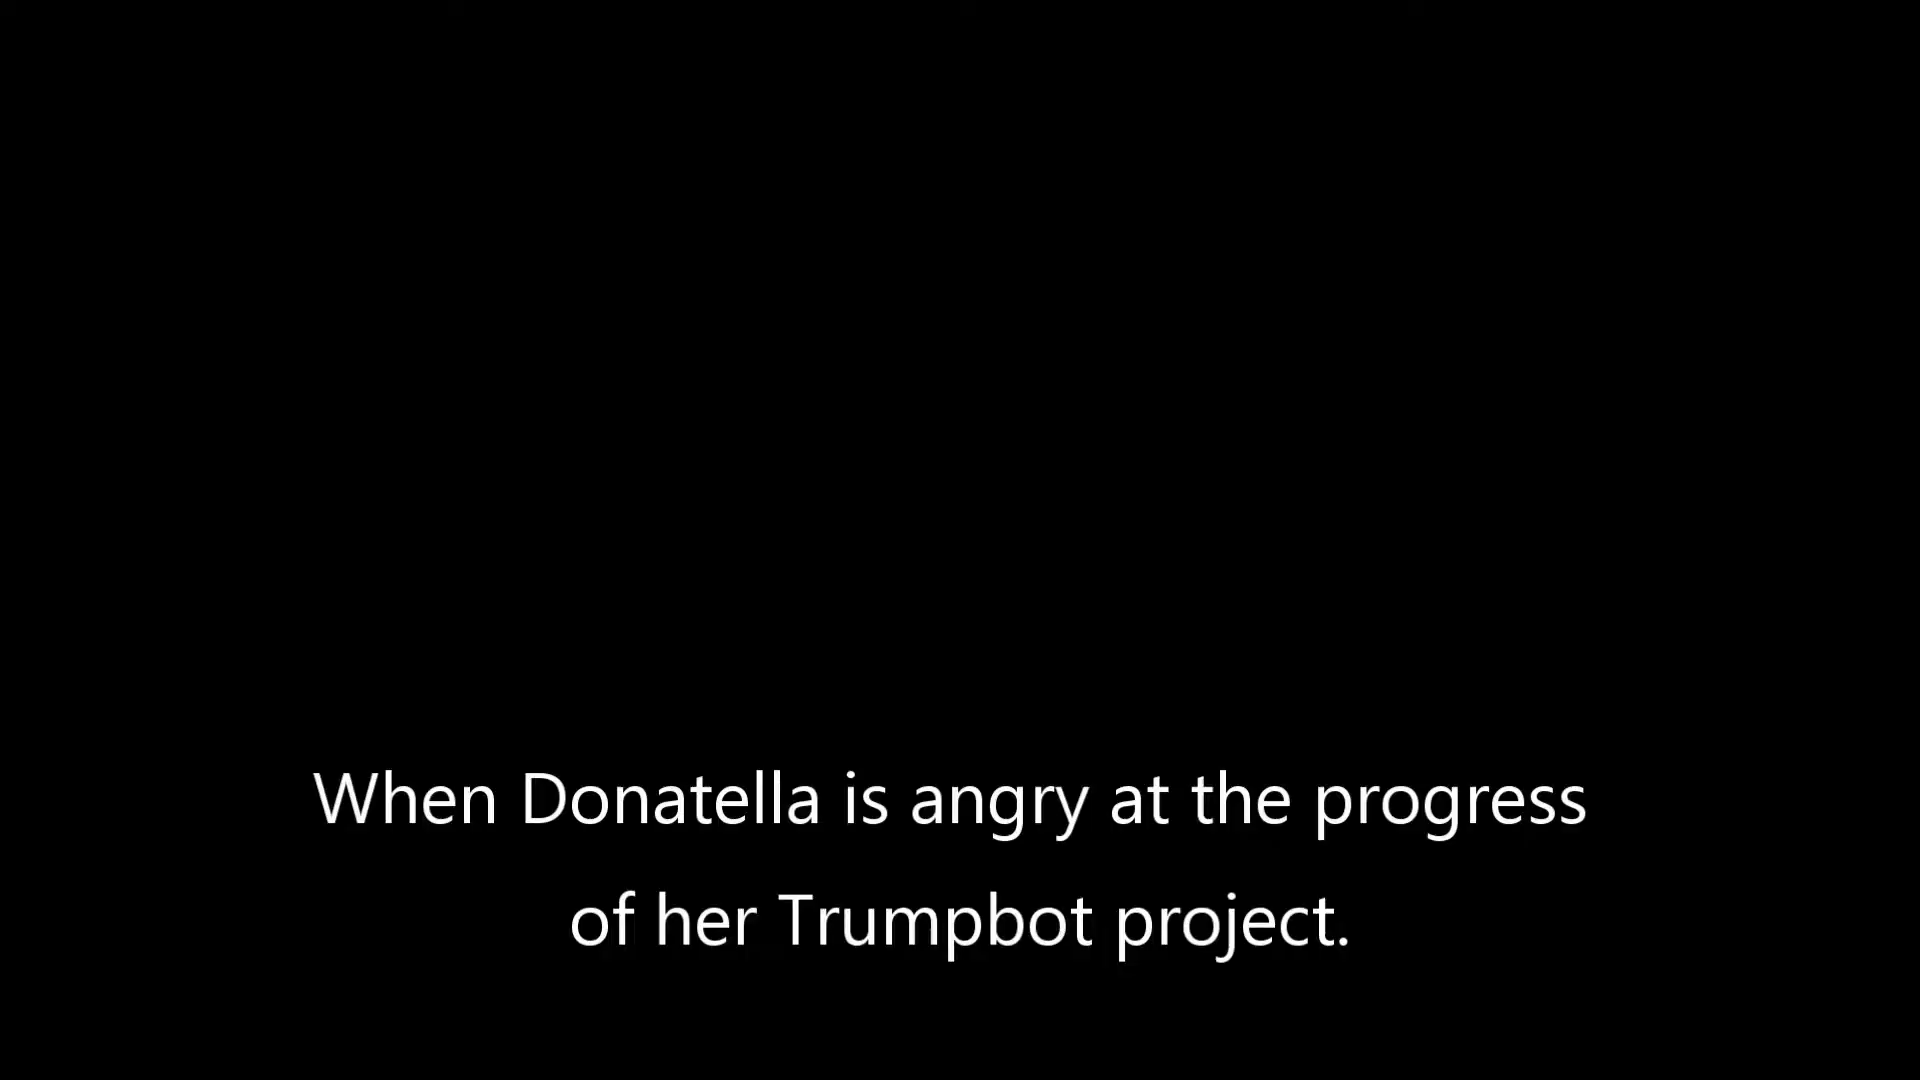 When Donatella is angry at the progress
of her Trumpbot project.